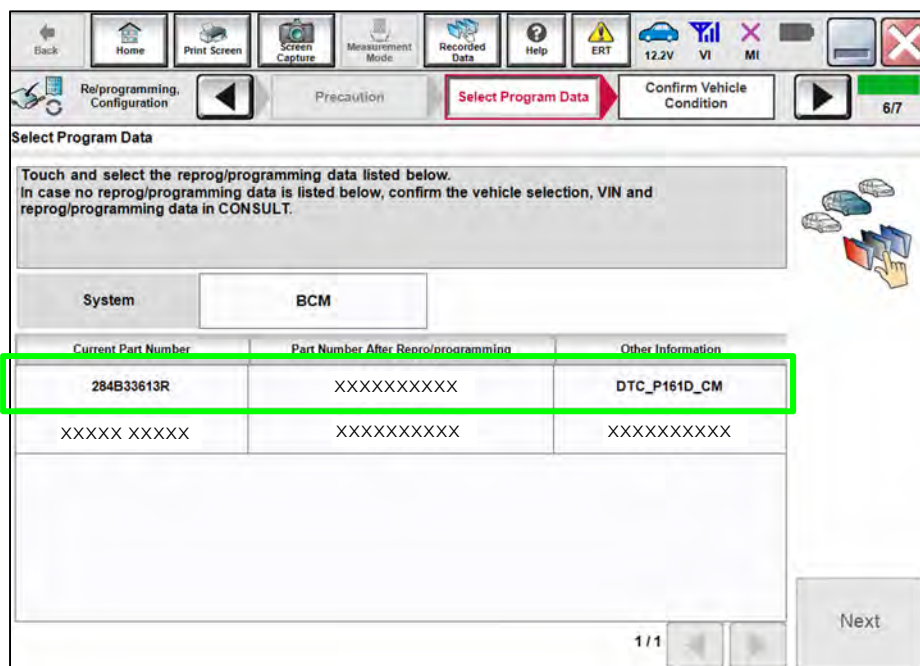 Back
Home
Print Screen
Screen
Capture
Measurement
Mode
Recorded
Data
Help
ERT
12.2V
VI
MI
Re/programming,
Configuration
Precaution
Select Program Data
Confirm Vehicle
Condition
6/7
Select Program Data
Touch and select the reprog/programming data listed below.
In case no reprog/programming data is listed below, confirm the vehicle selection, VIN and
reprog/programming data in CONSULT.
System
BCM
Current Part Number
Part Number After Repro/programming
Other Information
284B33613R
XXXXXXXXXX
DTC_P161D_CM
XXXXX XXXXX
XXXXXXXXXX
XXXXXXXXXX
1/1
Next